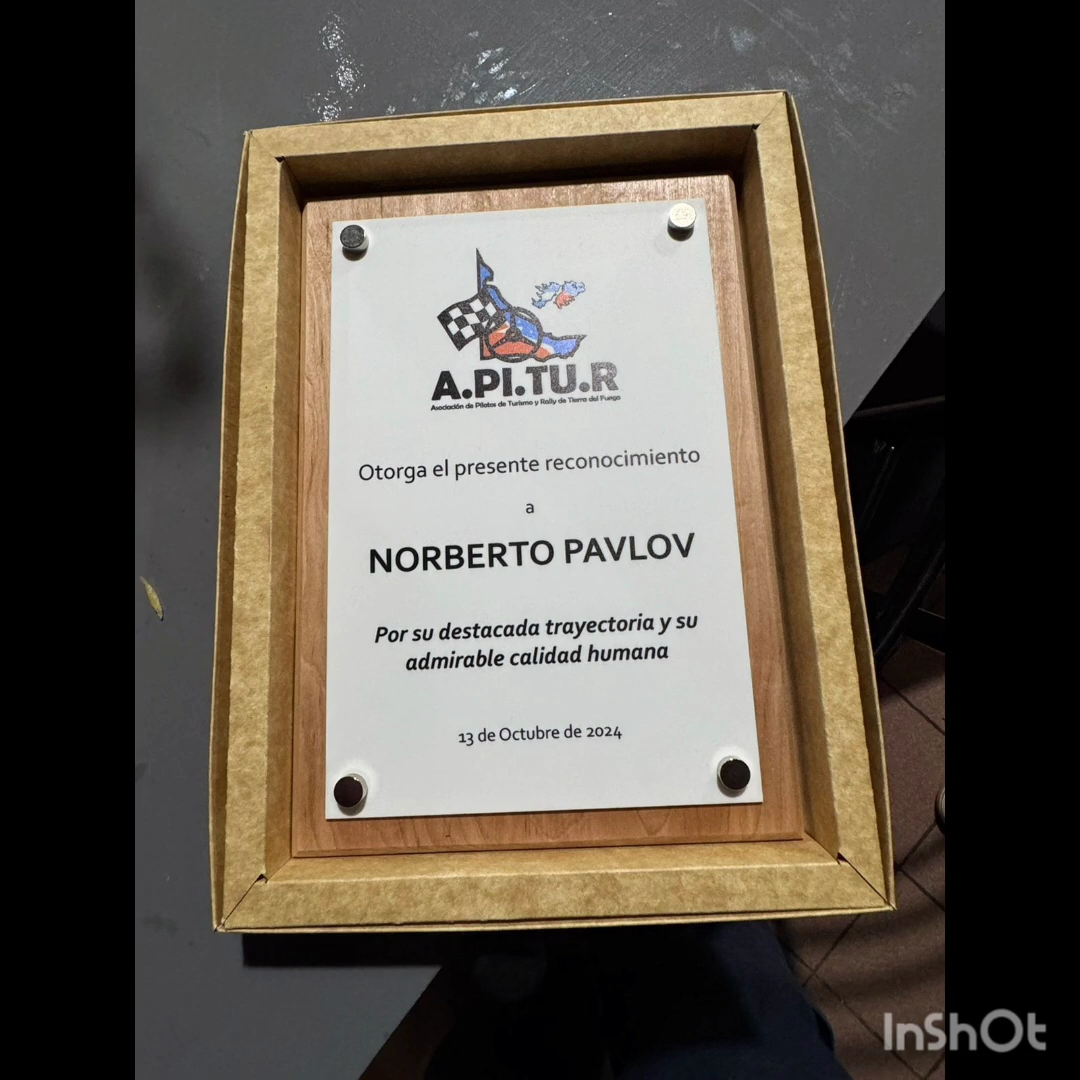 A.PI.TU.R
Asociación de Pilotos de Turismo y Rally de Tierra del Fuego
Otorga el presente reconocimiento
a
NORBERTO PAVLOV
Por su destacada trayectoria y su
admirable calidad humana
13 de Octubre de 2024
InShOt